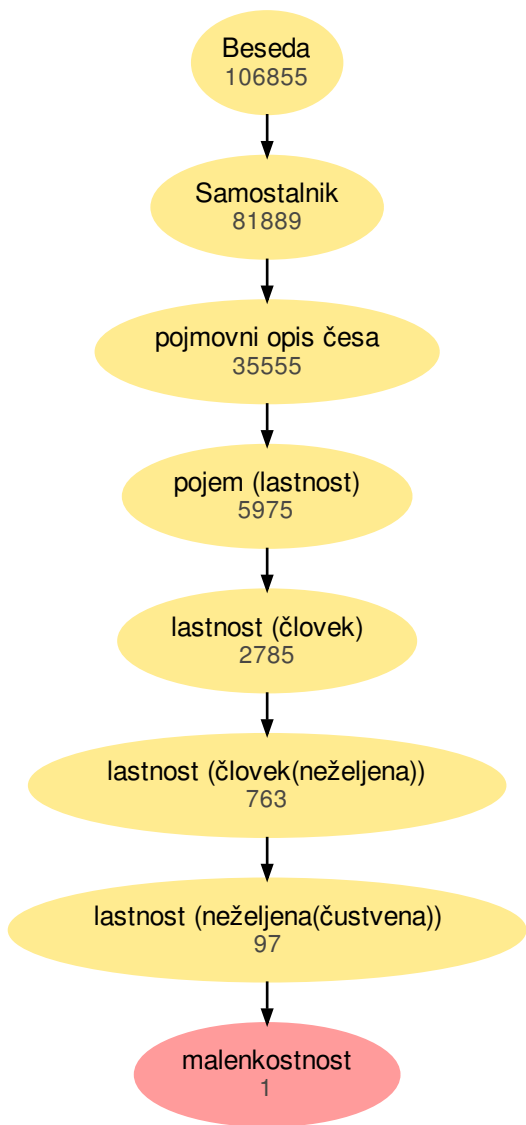 Beseda
106855
Samostalnik
81889
pojmovni opis česa
35555
pojem (lastnost)
5975
lastnost (človek)
2785
lastnost (človek(neželjena))
763
lastnost (neželjena(čustvena))
97
malenkostnost
1